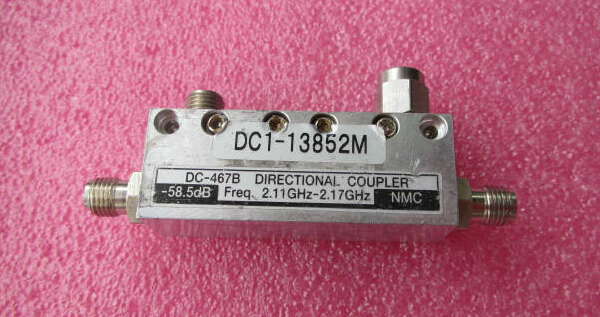 DC1-13852M
DC-467B DIRECTIONAL COUPLER
-58.5dB Freq. 2.11GHz-2.17GHz NMC